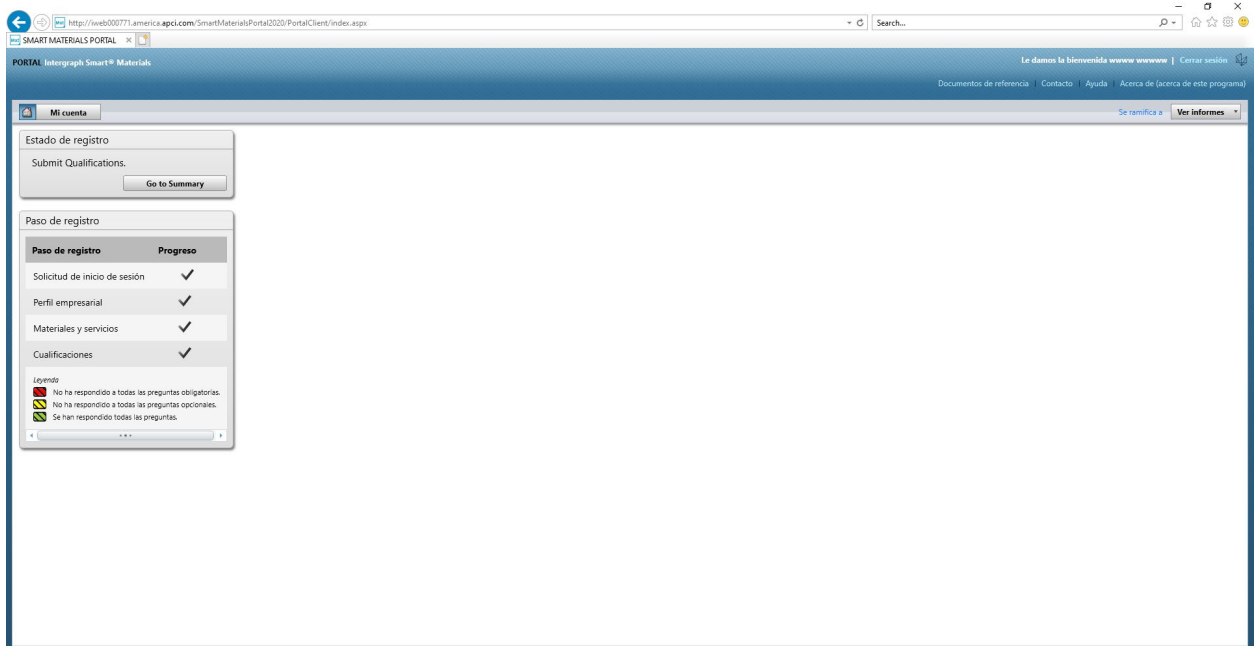 http://iweb000771.america.apci.com/SmartMaterialsPortal2020/PortalClient/index.aspx
Search...
SMART MATERIALS PORTAL
PORTAL Intergraph Smart® Materials
Le damos la bienvenida wwww wwwww | Cerrar sesión
Documentos de referencia | Contacto | Ayuda | Acerca de (acerca de este programa)
Mi cuenta
Se ramifica a
Ver informes
Estado de registro
Submit Qualifications.
Go to Summary
Paso de registro
Paso de registro Progreso
Solicitud de inicio de sesión
Perfil empresarial
Materiales y servicios
Cualificaciones
Leyenda
No ha respondido a todas las preguntas obligatorias.
No ha respondido a todas las preguntas opcionales.
Se han respondido todas las preguntas.